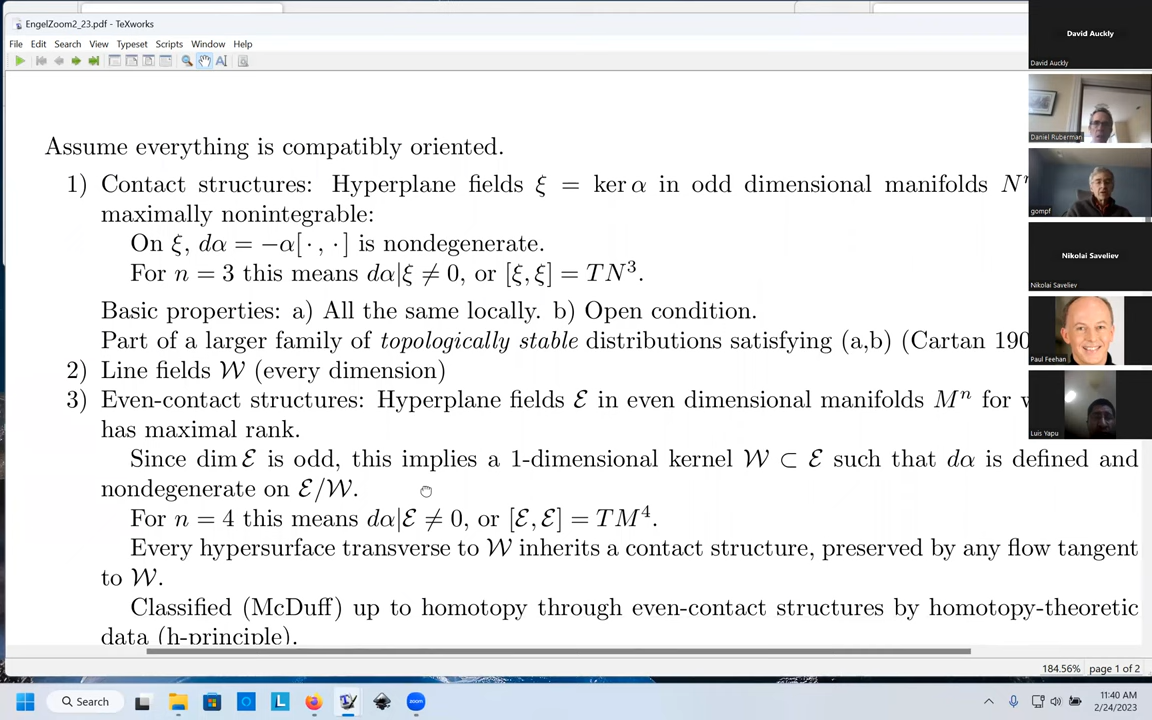 EngelZoom2_23.pdf - TeXworks
File Edit Search View Typeset Scripts Window Help
Assume everything is compatibly oriented.
1) Contact structures: Hyperplane fields ξ = ker α in odd dimensional manifolds
maximally nonintegrable:
On ξ, dα = −α[ · , · ] is nondegenerate.
For n = 3 this means dα|ξ ≠ 0, or [ξ, ξ] = TN³.
Basic properties: a) All the same locally. b) Open condition.
Part of a larger family of topologically stable distributions satisfying (a,b) (Cartan 190
2) Line fields 𝒲 (every dimension)
3) Even-contact structures: Hyperplane fields ℰ in even dimensional manifolds Mⁿ for
has maximal rank.
Since dim ℰ is odd, this implies a 1-dimensional kernel 𝒲 ⊂ ℰ such that dα is defined and
nondegenerate on ℰ/𝒲.
For n = 4 this means dα|ℰ ≠ 0, or [ℰ, ℰ] = TM⁴.
Every hypersurface transverse to 𝒲 inherits a contact structure, preserved by any flow tangent
to 𝒲.
Classified (McDuff) up to homotopy through even-contact structures by homotopy-theoretic
data (h-principle).
David Auckly
David Auckly
Daniel Ruberman
gompf
Nikolai Saveliev
Nikolai Saveliev
Paul Feehan
Luis Yapu
184.56% page 1 of 2
Search
L
zoom
11:40 AM
2/24/2023